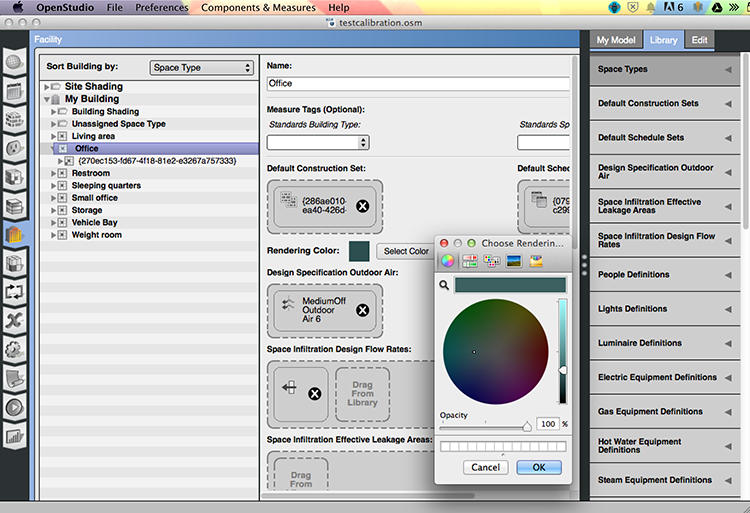 OpenStudio File Preferences Components & Measures Help 6
testcalibration.osm
Facility
My Model Library Edit
Sort Building by: Space Type
Site Shading
My Building
Building Shading
Unassigned Space Type
Living area
Office
{270ec153-fd67-4f18-81e2-e3267a757333}
Restroom
Sleeping quarters
Small office
Storage
Vehicle Bay
Weight room
Name:
Office
Measure Tags (Optional):
Standards Building Type: Standards Sp
Default Construction Set: Default Sched
{286ae010-
ea40-426d-
{079
c299
Rendering Color: Select Color
Design Specification Outdoor Air:
MediumOff
Outdoor
Air 6
Space Infiltration Design Flow Rates:
Drag
From
Library
Space Infiltration Effective Leakage Areas:
Drag
From
Choose Renderin...
Opacity
100 %
Cancel OK
Space Types
Default Construction Sets
Default Schedule Sets
Design Specification Outdoor
Air
Space Infiltration Effective
Leakage Areas
Space Infiltration Design Flow
Rates
People Definitions
Lights Definitions
Luminaire Definitions
Electric Equipment Definitions
Gas Equipment Definitions
Hot Water Equipment
Definitions
Steam Equipment Definitions